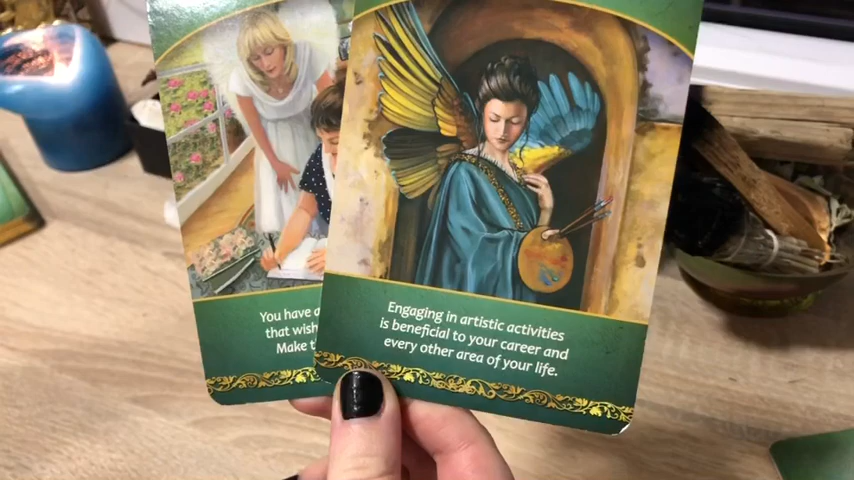 You have a
that wish
Make
Engaging in artistic activities
is beneficial to your career and
every other area of your life.